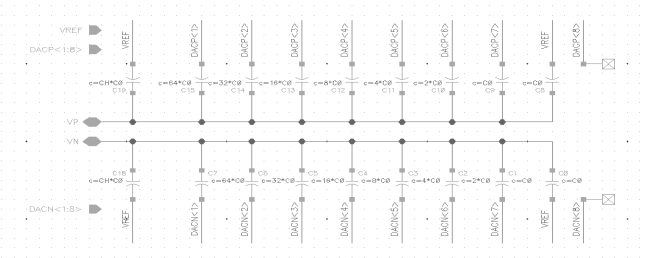 VREF
DACP<1:8>
VREF
DACP<1>
DACP<2>
DACP<3>
DACP<4>
DACP<5>
DACP<6>
DACP<7>
VREF
DACP<8>
c=CH*C0 c=64*C0 c=32*C0 c=16*C0 c=8*C0 c=4*C0 c=2*C0 c=C0 c=C0
C19 C15 C14 C13 C12 C11 C10 C9 C8
VP
VN
C18 C7 C6 C5 C4 C3 C2 C1 C0
c=CH*C0 c=64*C0 c=32*C0 c=16*C0 c=8*C0 c=4*C0 c=2*C0 c=C0 c=C0
DACN<1:8>
VREF
DACN<1>
DACN<2>
DACN<3>
DACN<4>
DACN<5>
DACN<6>
DACN<7>
VREF
DACN<8>